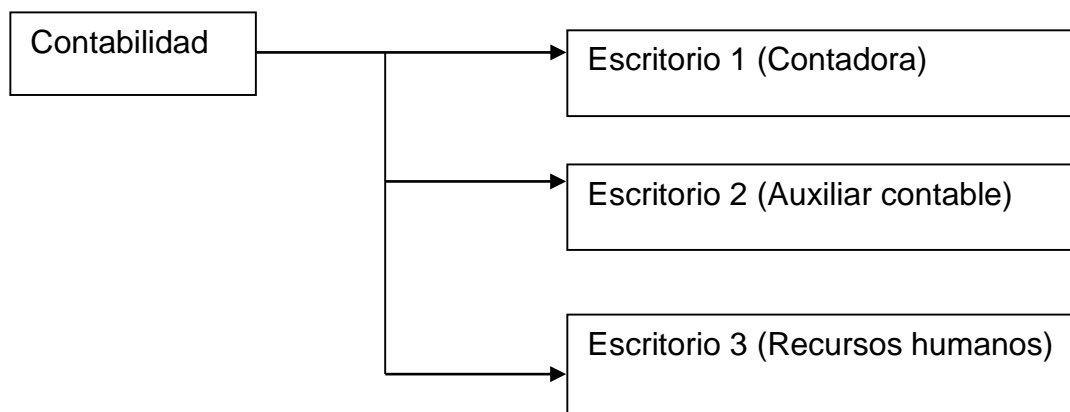 Contabilidad
Escritorio 1 (Contadora)
Escritorio 2 (Auxiliar contable)
Escritorio 3 (Recursos humanos)